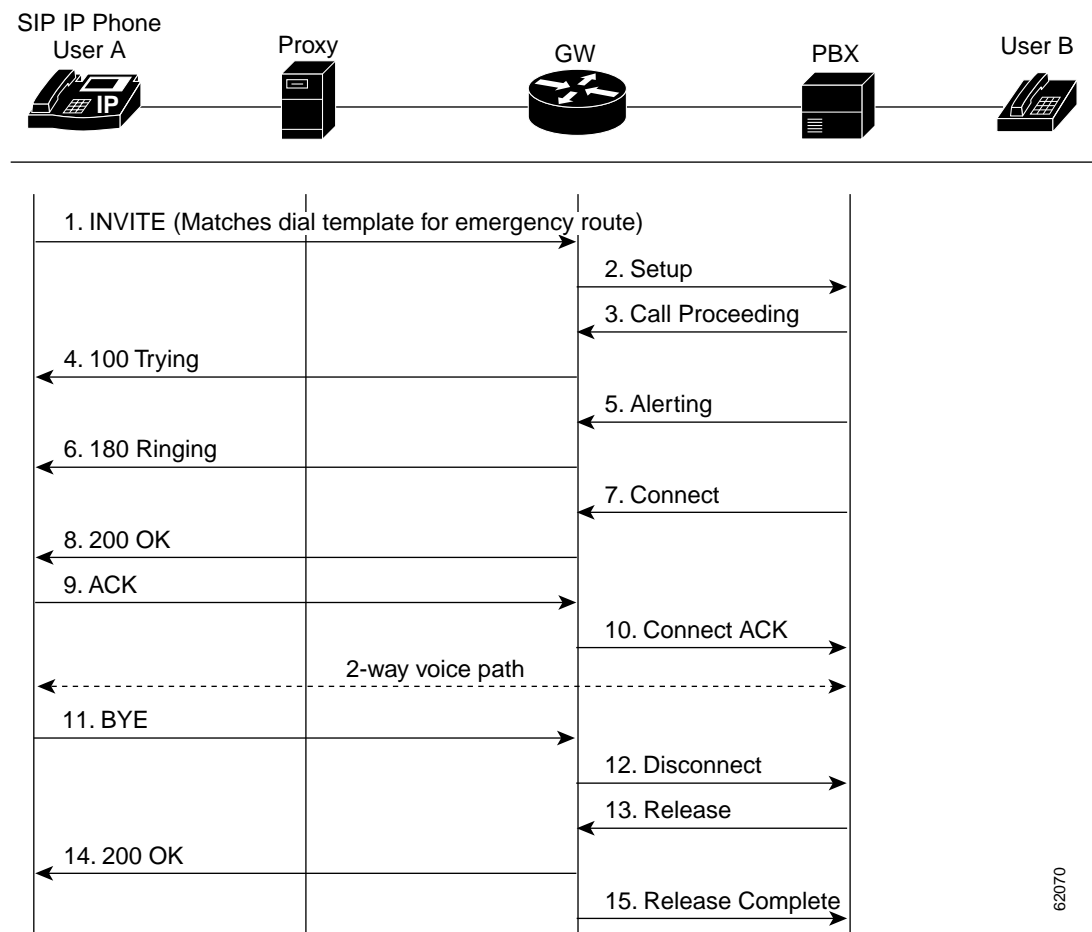 SIP IP Phone
User A
Proxy
GW
PBX
User B
IP
1. INVITE (Matches dial template for emergency route)
2. Setup
3. Call Proceeding
4. 100 Trying
5. Alerting
6. 180 Ringing
7. Connect
8. 200 OK
9. ACK
10. Connect ACK
2-way voice path
11. BYE
12. Disconnect
13. Release
14. 200 OK
15. Release Complete
62070